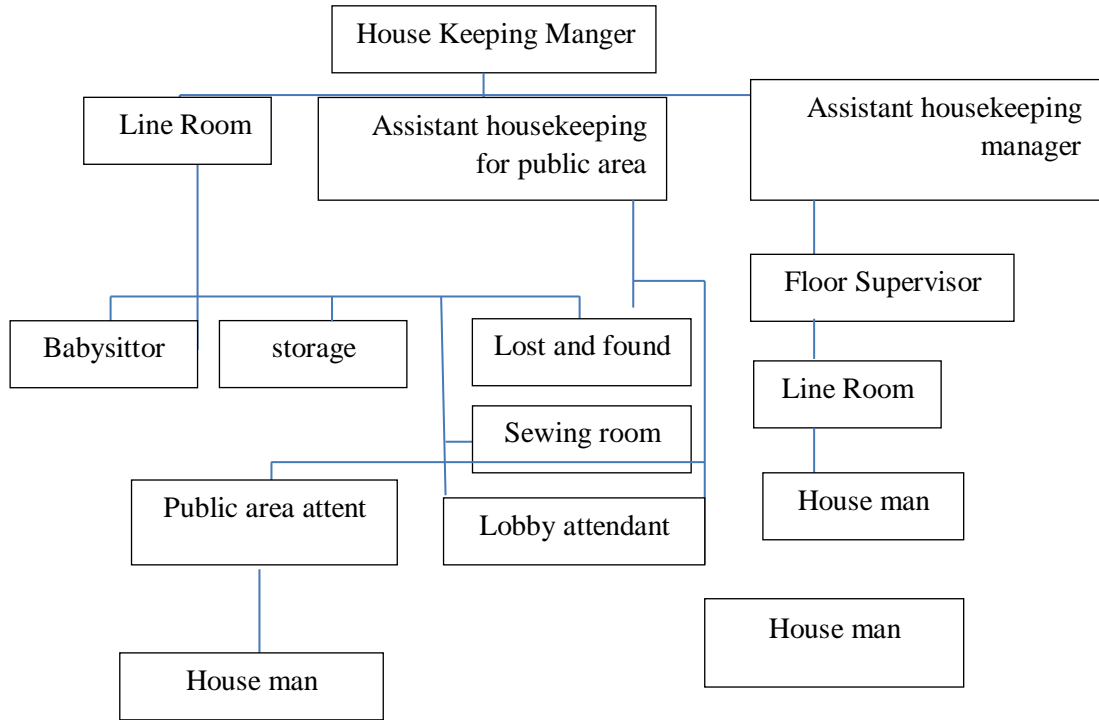 House Keeping Manger
Line Room
Assistant housekeeping
for public area
Assistant housekeeping
manager
Floor Supervisor
Babysittor
storage
Lost and found
Line Room
Sewing room
Public area attent
Lobby attendant
House man
House man
House man